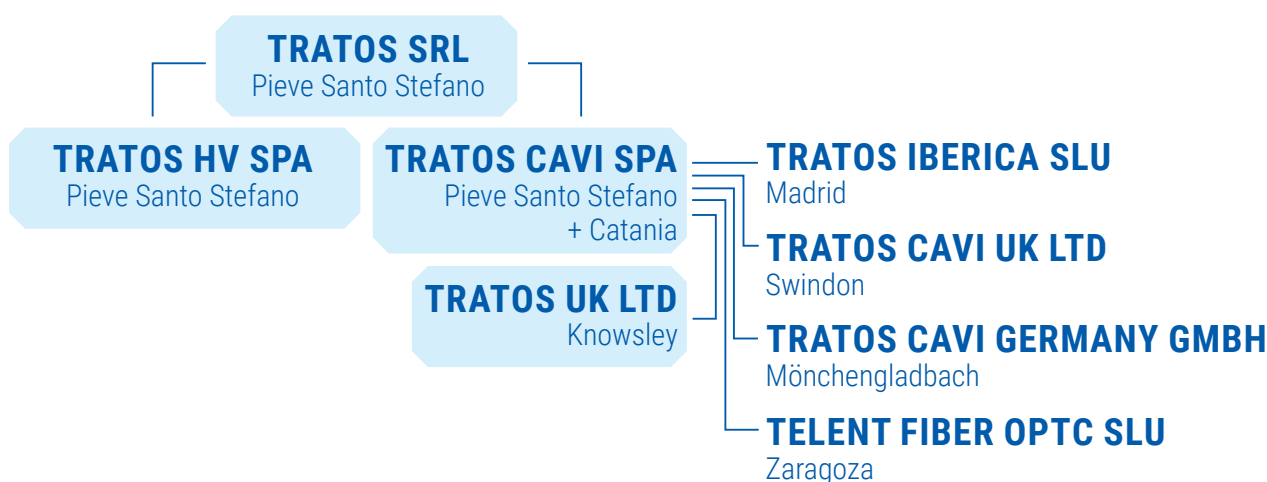 TRATOS SRL
Pieve Santo Stefano
TRATOS HV SPA
Pieve Santo Stefano
TRATOS CAVI SPA
Pieve Santo Stefano
+ Catania
TRATOS UK LTD
Knowsley
TRATOS IBERICA SLU
Madrid
TRATOS CAVI UK LTD
Swindon
TRATOS CAVI GERMANY GMBH
Mönchengladbach
TELENT FIBER OPTC SLU
Zaragoza